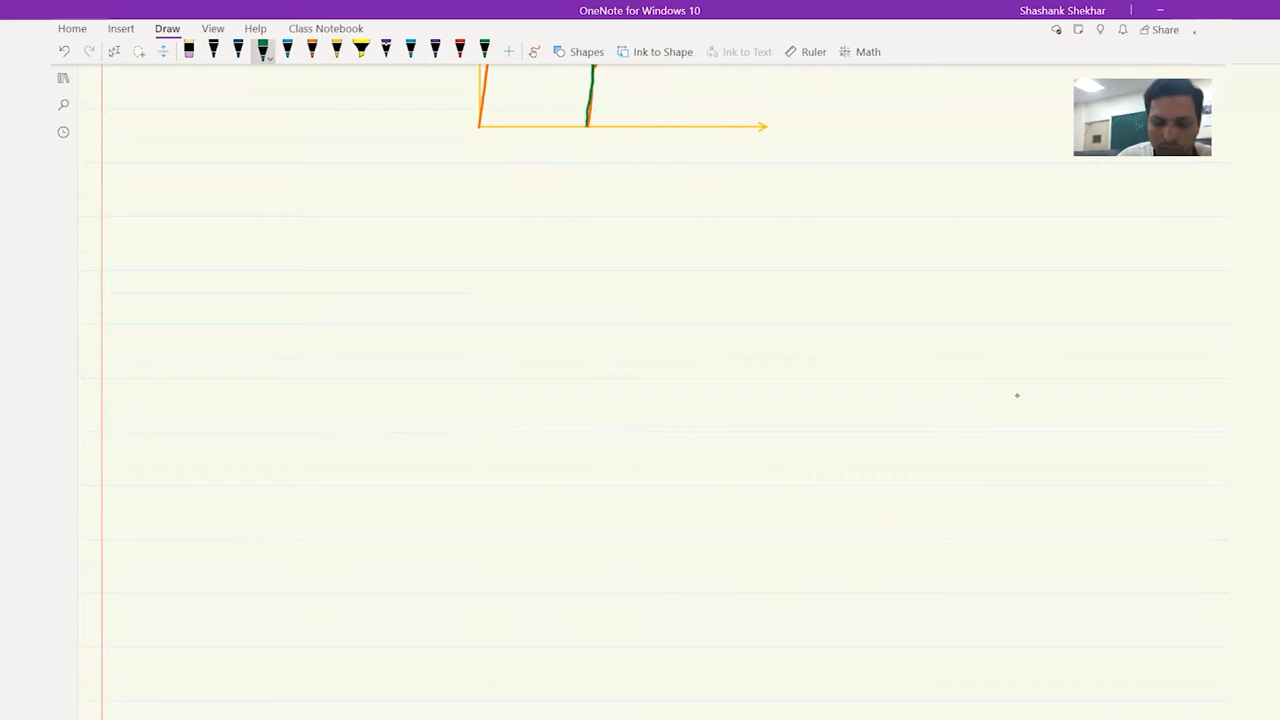 OneNote for Windows 10
Shashank Shekhar
Home Insert Draw View Help Class Notebook
Share
Shapes Ink to Shape Ink to Text Ruler Math